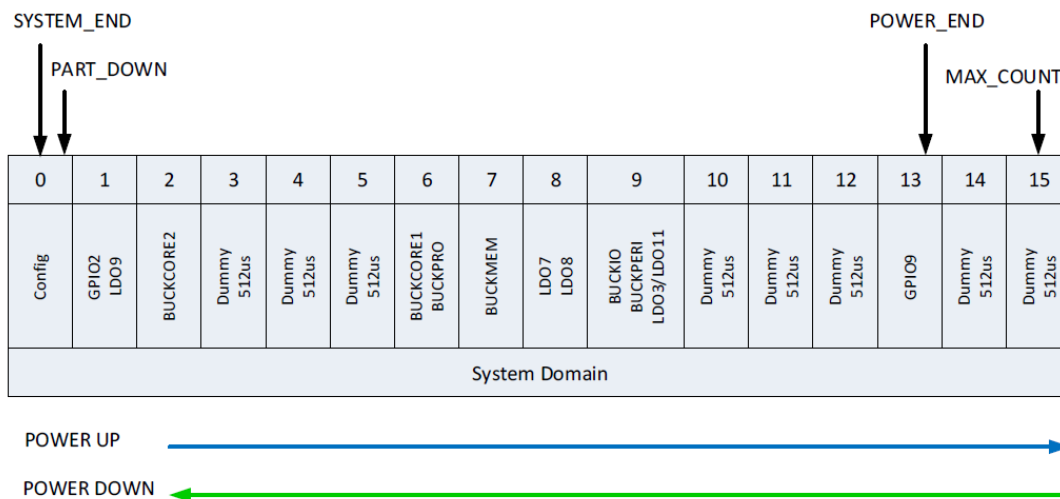 SYSTEM_END
POWER_END
PART_DOWN
MAX_COUNT
0 1 2 3 4 5 6 7 8 9 10 11 12 13 14 15
Config
GPIO2
LDO9
BUCKCORE2
Dummy
512us
Dummy
512us
Dummy
512us
BUCKCORE1
BUCKPRO
BUCKMEM
LDO7
LDO8
BUCKIO
BUCKPERI
LDO3/LDO11
Dummy
512us
Dummy
512us
Dummy
512us
GPIO9
Dummy
512us
Dummy
512us
System Domain
POWER UP
POWER DOWN